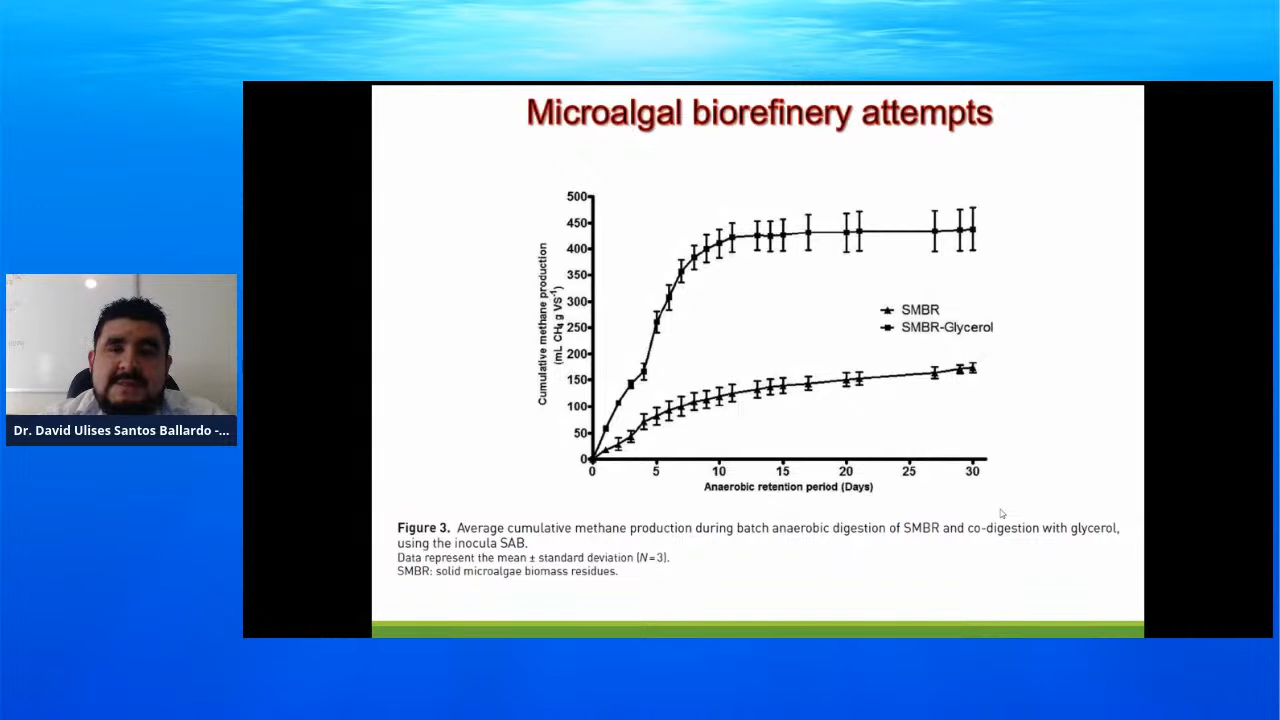 Microalgal biorefinery attempts
500
450
400
350
300
250
200
150
100
50
0
Cumulative methane production
(mL CH4 g VS-1)
SMBR
SMBR-Glycerol
0 5 10 15 20 25 30
Anaerobic retention period (Days)
Figure 3. Average cumulative methane production during batch anaerobic digestion of SMBR and co-digestion with glycerol,
using the inocula SAB.
Data represent the mean ± standard deviation (N=3).
SMBR: solid microalgae biomass residues.
Dr. David Ulises Santos Ballardo -...